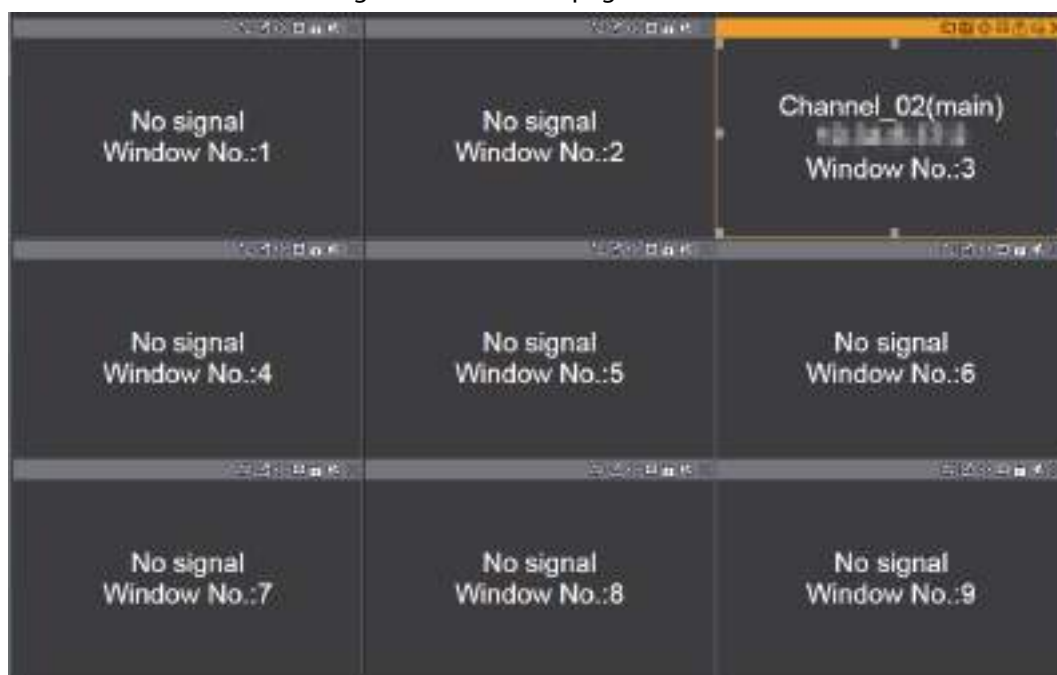 No signal
Window No.:1
No signal
Window No.:2
Channel_02(main)
Window No.:3
No signal
Window No.:4
No signal
Window No.:5
No signal
Window No.:6
No signal
Window No.:7
No signal
Window No.:8
No signal
Window No.:9